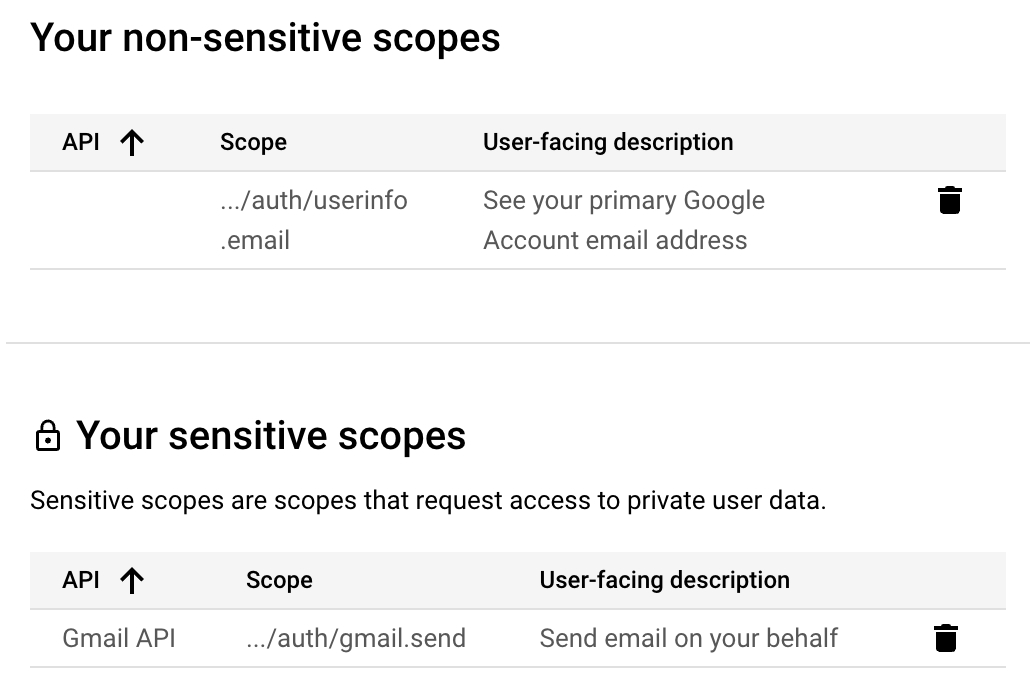 Your non-sensitive scopes
API Scope User-facing description
.../auth/userinfo See your primary Google
.email Account email address
Your sensitive scopes
Sensitive scopes are scopes that request access to private user data.
API Scope User-facing description
Gmail API .../auth/gmail.send Send email on your behalf